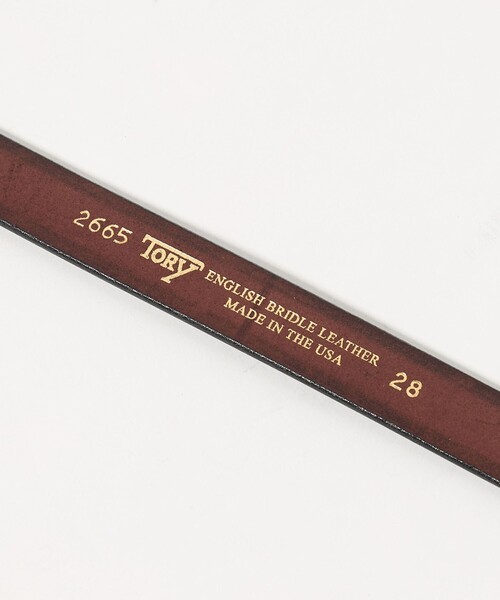 2665 TORY ENGLISH BRIDLE LEATHER
MADE IN THE USA 28